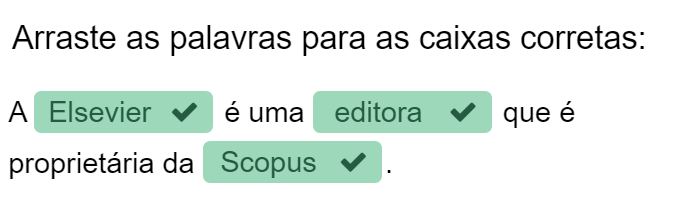 Arraste as palavras para as caixas corretas:
A Elsevier ✔ é uma editora ✔ que é
proprietária da Scopus ✔ .